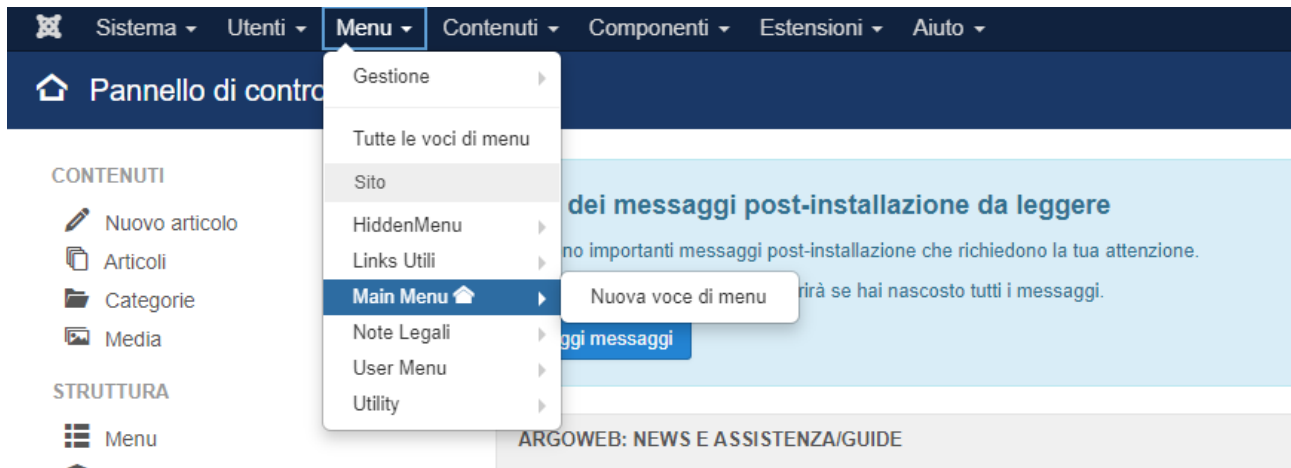 Sistema Utenti Menu Contenuti Componenti Estensioni Aiuto
Pannello di contro
Gestione
Tutte le voci di menu
Sito
HiddenMenu
Links Utili
Main Menu
Nuova voce di menu
Note Legali
User Menu
Utility
CONTENUTI
Nuovo articolo
Articoli
Categorie
Media
STRUTTURA
Menu
dei messaggi post-installazione da leggere
no importanti messaggi post-installazione che richiedono la tua attenzione.
rirà se hai nascosto tutti i messaggi.
ggi messaggi
ARGOWEB: NEWS E ASSISTENZA/GUIDE